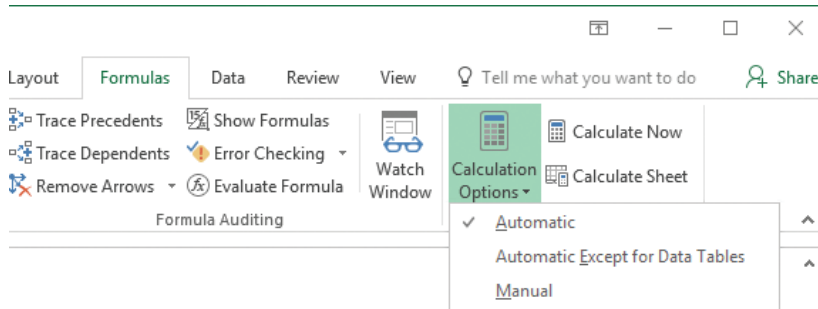 Layout Formulas Data Review View Tell me what you want to do Share
Trace Precedents Show Formulas
Trace Dependents Error Checking
Remove Arrows Evaluate Formula
Formula Auditing
Watch
Window
Calculation
Options
Calculate Now
Calculate Sheet
Automatic
Automatic Except for Data Tables
Manual